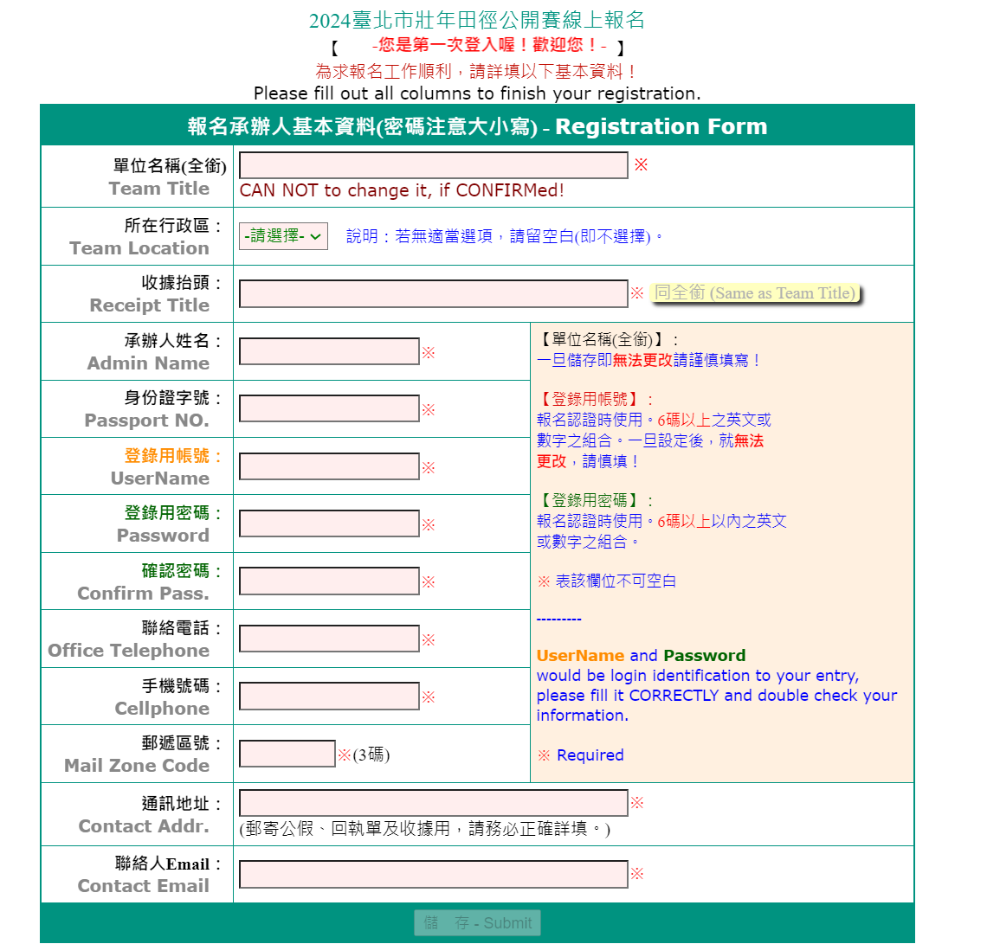 2024臺北市壯年田徑公開賽線上報名
【 -您是第一次登入喔！歡迎您！- 】
為求報名工作順利，請詳填以下基本資料！
Please fill out all columns to finish your registration.
報名承辦人基本資料(密碼注意大小寫) - Registration Form
單位名稱(全銜) ※
Team Title
CAN NOT to change it, if CONFIRMed!
所在行政區：
Team Location
-請選擇- 說明：若無適當選項，請留空白(即不選擇)。
收據抬頭：
Receipt Title
※ 同全銜 (Same as Team Title)
承辦人姓名：
Admin Name
※
身份證字號：
Passport NO.
※
登錄用帳號：
UserName
※
登錄用密碼：
Password
※
確認密碼：
Confirm Pass.
※
聯絡電話：
Office Telephone
※
手機號碼：
Cellphone
※
郵遞區號：
Mail Zone Code
※(3碼)
【單位名稱(全銜)】：
一旦儲存即無法更改請謹慎填寫！
【登錄用帳號】：
報名認證時使用。6碼以上之英文或
數字之組合。一旦設定後，就無法
更改，請慎填！
【登錄用密碼】：
報名認證時使用。6碼以上以內之英文
或數字之組合。
※ 表該欄位不可空白
---------
UserName and Password
would be login identification to your entry,
please fill it CORRECTLY and double check your
information.
※ Required
通訊地址：
Contact Addr.
※
(郵寄公假、回執單及收據用，請務必正確詳填。)
聯絡人Email：
Contact Email
※
儲　存 - Submit